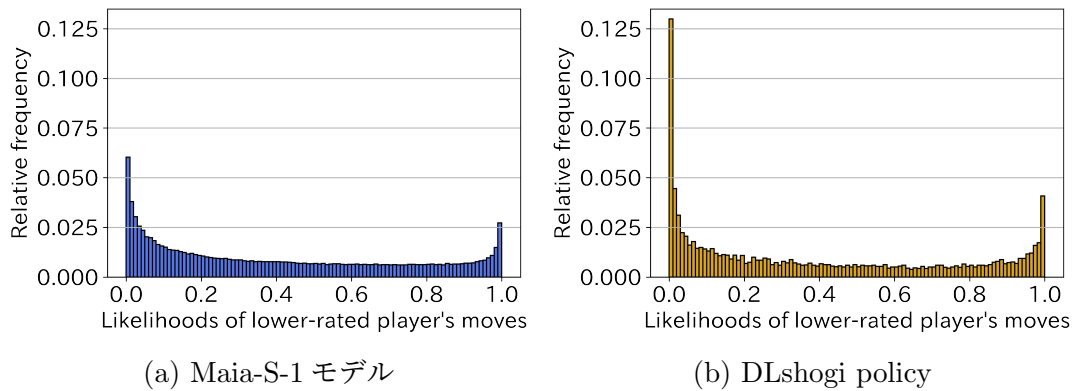 Relative frequency
0.125
0.100
0.075
0.050
0.025
0.000
0.0 0.2 0.4 0.6 0.8 1.0
Likelihoods of lower-rated player's moves
(a) Maia-S-1 モデル
Relative frequency
0.125
0.100
0.075
0.050
0.025
0.000
0.0 0.2 0.4 0.6 0.8 1.0
Likelihoods of lower-rated player's moves
(b) DLshogi policy